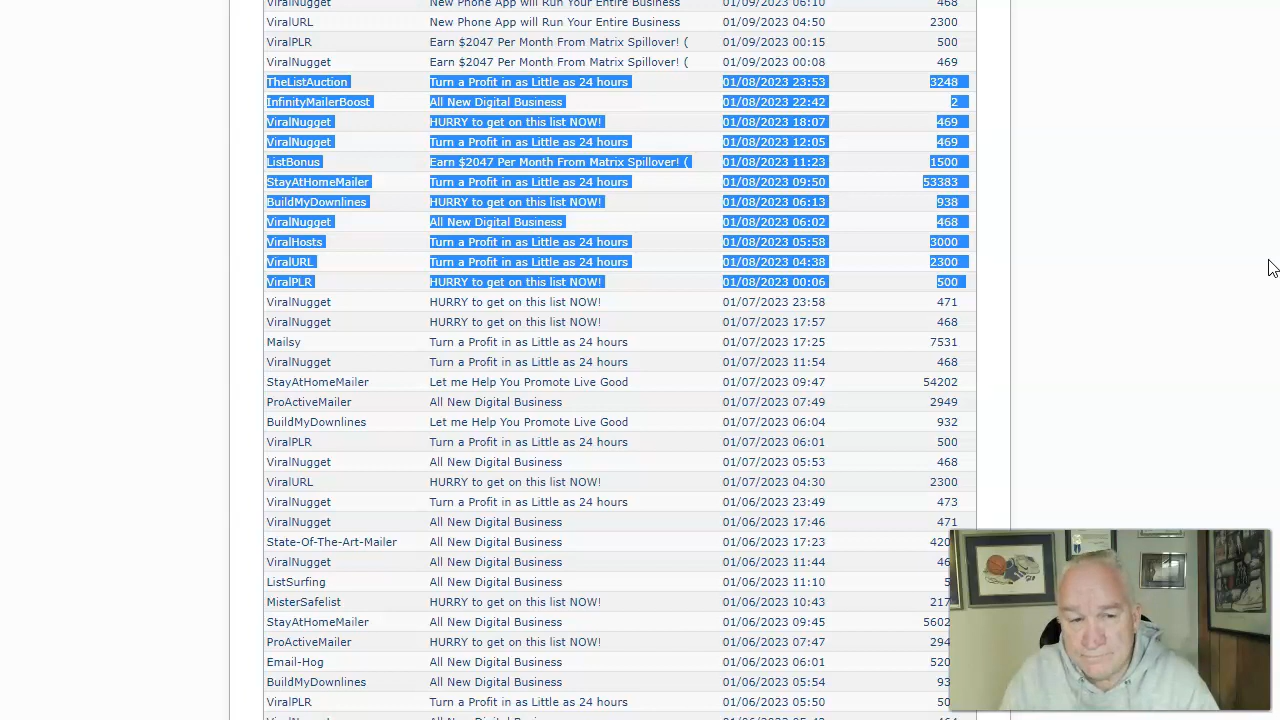 ViralNugget New Phone App will Run Your Entire Business 01/09/2023 06:10 468
ViralURL New Phone App will Run Your Entire Business 01/09/2023 04:50 2300
ViralPLR Earn $2047 Per Month From Matrix Spillover! ( 01/09/2023 00:15 500
ViralNugget Earn $2047 Per Month From Matrix Spillover! ( 01/09/2023 00:08 469
TheListAuction Turn a Profit in as Little as 24 hours 01/08/2023 23:53 3248
InfinityMailerBoost All New Digital Business 01/08/2023 22:42 2
ViralNugget HURRY to get on this list NOW! 01/08/2023 18:07 469
ViralNugget Turn a Profit in as Little as 24 hours 01/08/2023 12:05 469
ListBonus Earn $2047 Per Month From Matrix Spillover! ( 01/08/2023 11:23 1500
StayAtHomeMailer Turn a Profit in as Little as 24 hours 01/08/2023 09:50 53383
BuildMyDownlines HURRY to get on this list NOW! 01/08/2023 06:13 938
ViralNugget All New Digital Business 01/08/2023 06:02 468
ViralHosts Turn a Profit in as Little as 24 hours 01/08/2023 05:58 3000
ViralURL Turn a Profit in as Little as 24 hours 01/08/2023 04:38 2300
ViralPLR HURRY to get on this list NOW! 01/08/2023 00:06 500
ViralNugget HURRY to get on this list NOW! 01/07/2023 23:58 471
ViralNugget HURRY to get on this list NOW! 01/07/2023 17:57 468
Mailsy Turn a Profit in as Little as 24 hours 01/07/2023 17:25 7531
ViralNugget Turn a Profit in as Little as 24 hours 01/07/2023 11:54 468
StayAtHomeMailer Let me Help You Promote Live Good 01/07/2023 09:47 54202
ProActiveMailer All New Digital Business 01/07/2023 07:49 2949
BuildMyDownlines Let me Help You Promote Live Good 01/07/2023 06:04 932
ViralPLR Turn a Profit in as Little as 24 hours 01/07/2023 06:01 500
ViralNugget All New Digital Business 01/07/2023 05:53 468
ViralURL HURRY to get on this list NOW! 01/07/2023 04:30 2300
ViralNugget Turn a Profit in as Little as 24 hours 01/06/2023 23:49 473
ViralNugget All New Digital Business 01/06/2023 17:46 471
State-Of-The-Art-Mailer All New Digital Business 01/06/2023 17:23 420
ViralNugget All New Digital Business 01/06/2023 11:44 46
ListSurfing All New Digital Business 01/06/2023 11:10 5
MisterSafelist HURRY to get on this list NOW! 01/06/2023 10:43 217
StayAtHomeMailer All New Digital Business 01/06/2023 09:45 5602
ProActiveMailer HURRY to get on this list NOW! 01/06/2023 07:47 294
Email-Hog All New Digital Business 01/06/2023 06:01 520
BuildMyDownlines All New Digital Business 01/06/2023 05:54 93
ViralPLR Turn a Profit in as Little as 24 hours 01/06/2023 05:50 50